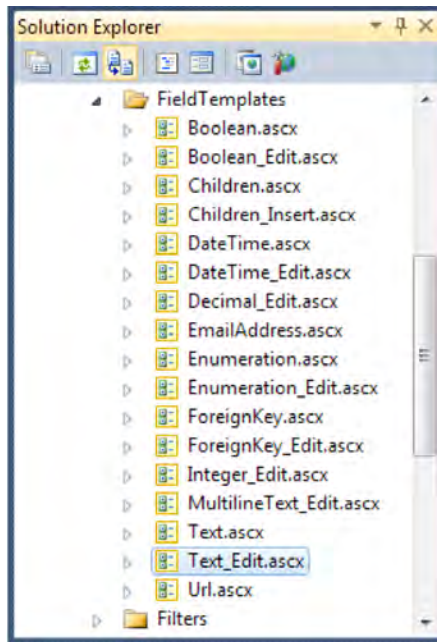 Solution Explorer
FieldTemplates
Boolean.ascx
Boolean_Edit.ascx
Children.ascx
Children_Insert.ascx
DateTime.ascx
DateTime_Edit.ascx
Decimal_Edit.ascx
EmailAddress.ascx
Enumeration.ascx
Enumeration_Edit.ascx
ForeignKey.ascx
ForeignKey_Edit.ascx
Integer_Edit.ascx
MultilineText_Edit.ascx
Text.ascx
Text_Edit.ascx
Url.ascx
Filters